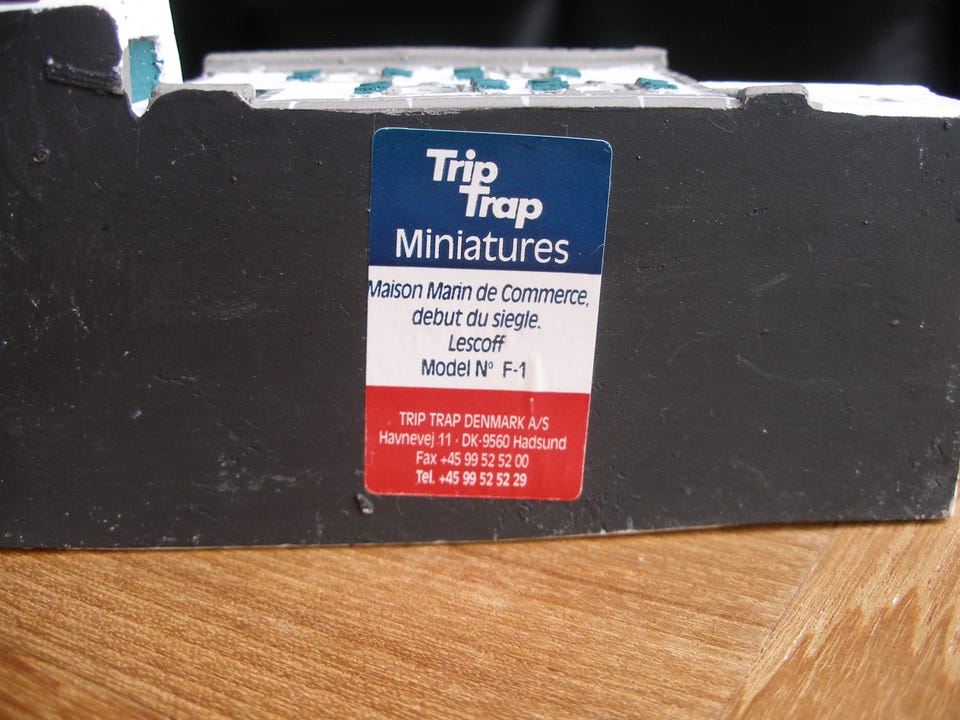 Trip
Trap
Miniatures
Maison Marin de Commerce,
debut du siegle.
Lescoff
Model Nº F-1
TRIP TRAP DENMARK A/S
Havnevej 11 · DK-9560 Hadsund
Fax +45 99 52 52 00
Tel. +45 99 52 52 29